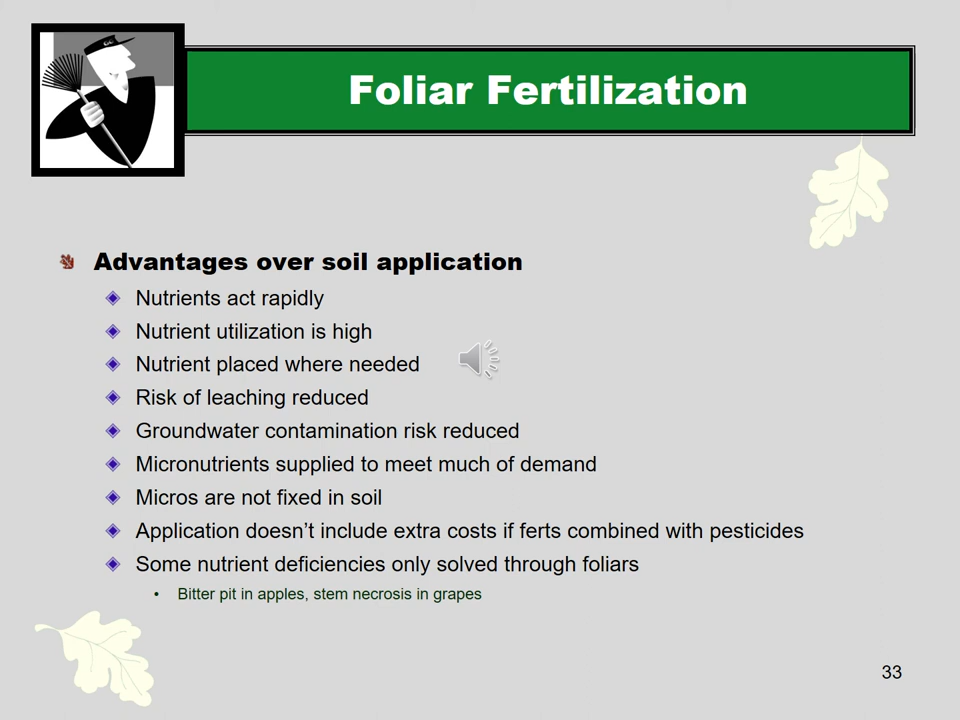 Foliar Fertilization
Advantages over soil application
Nutrients act rapidly
Nutrient utilization is high
Nutrient placed where needed
Risk of leaching reduced
Groundwater contamination risk reduced
Micronutrients supplied to meet much of demand
Micros are not fixed in soil
Application doesn’t include extra costs if ferts combined with pesticides
Some nutrient deficiencies only solved through foliars
• Bitter pit in apples, stem necrosis in grapes
33